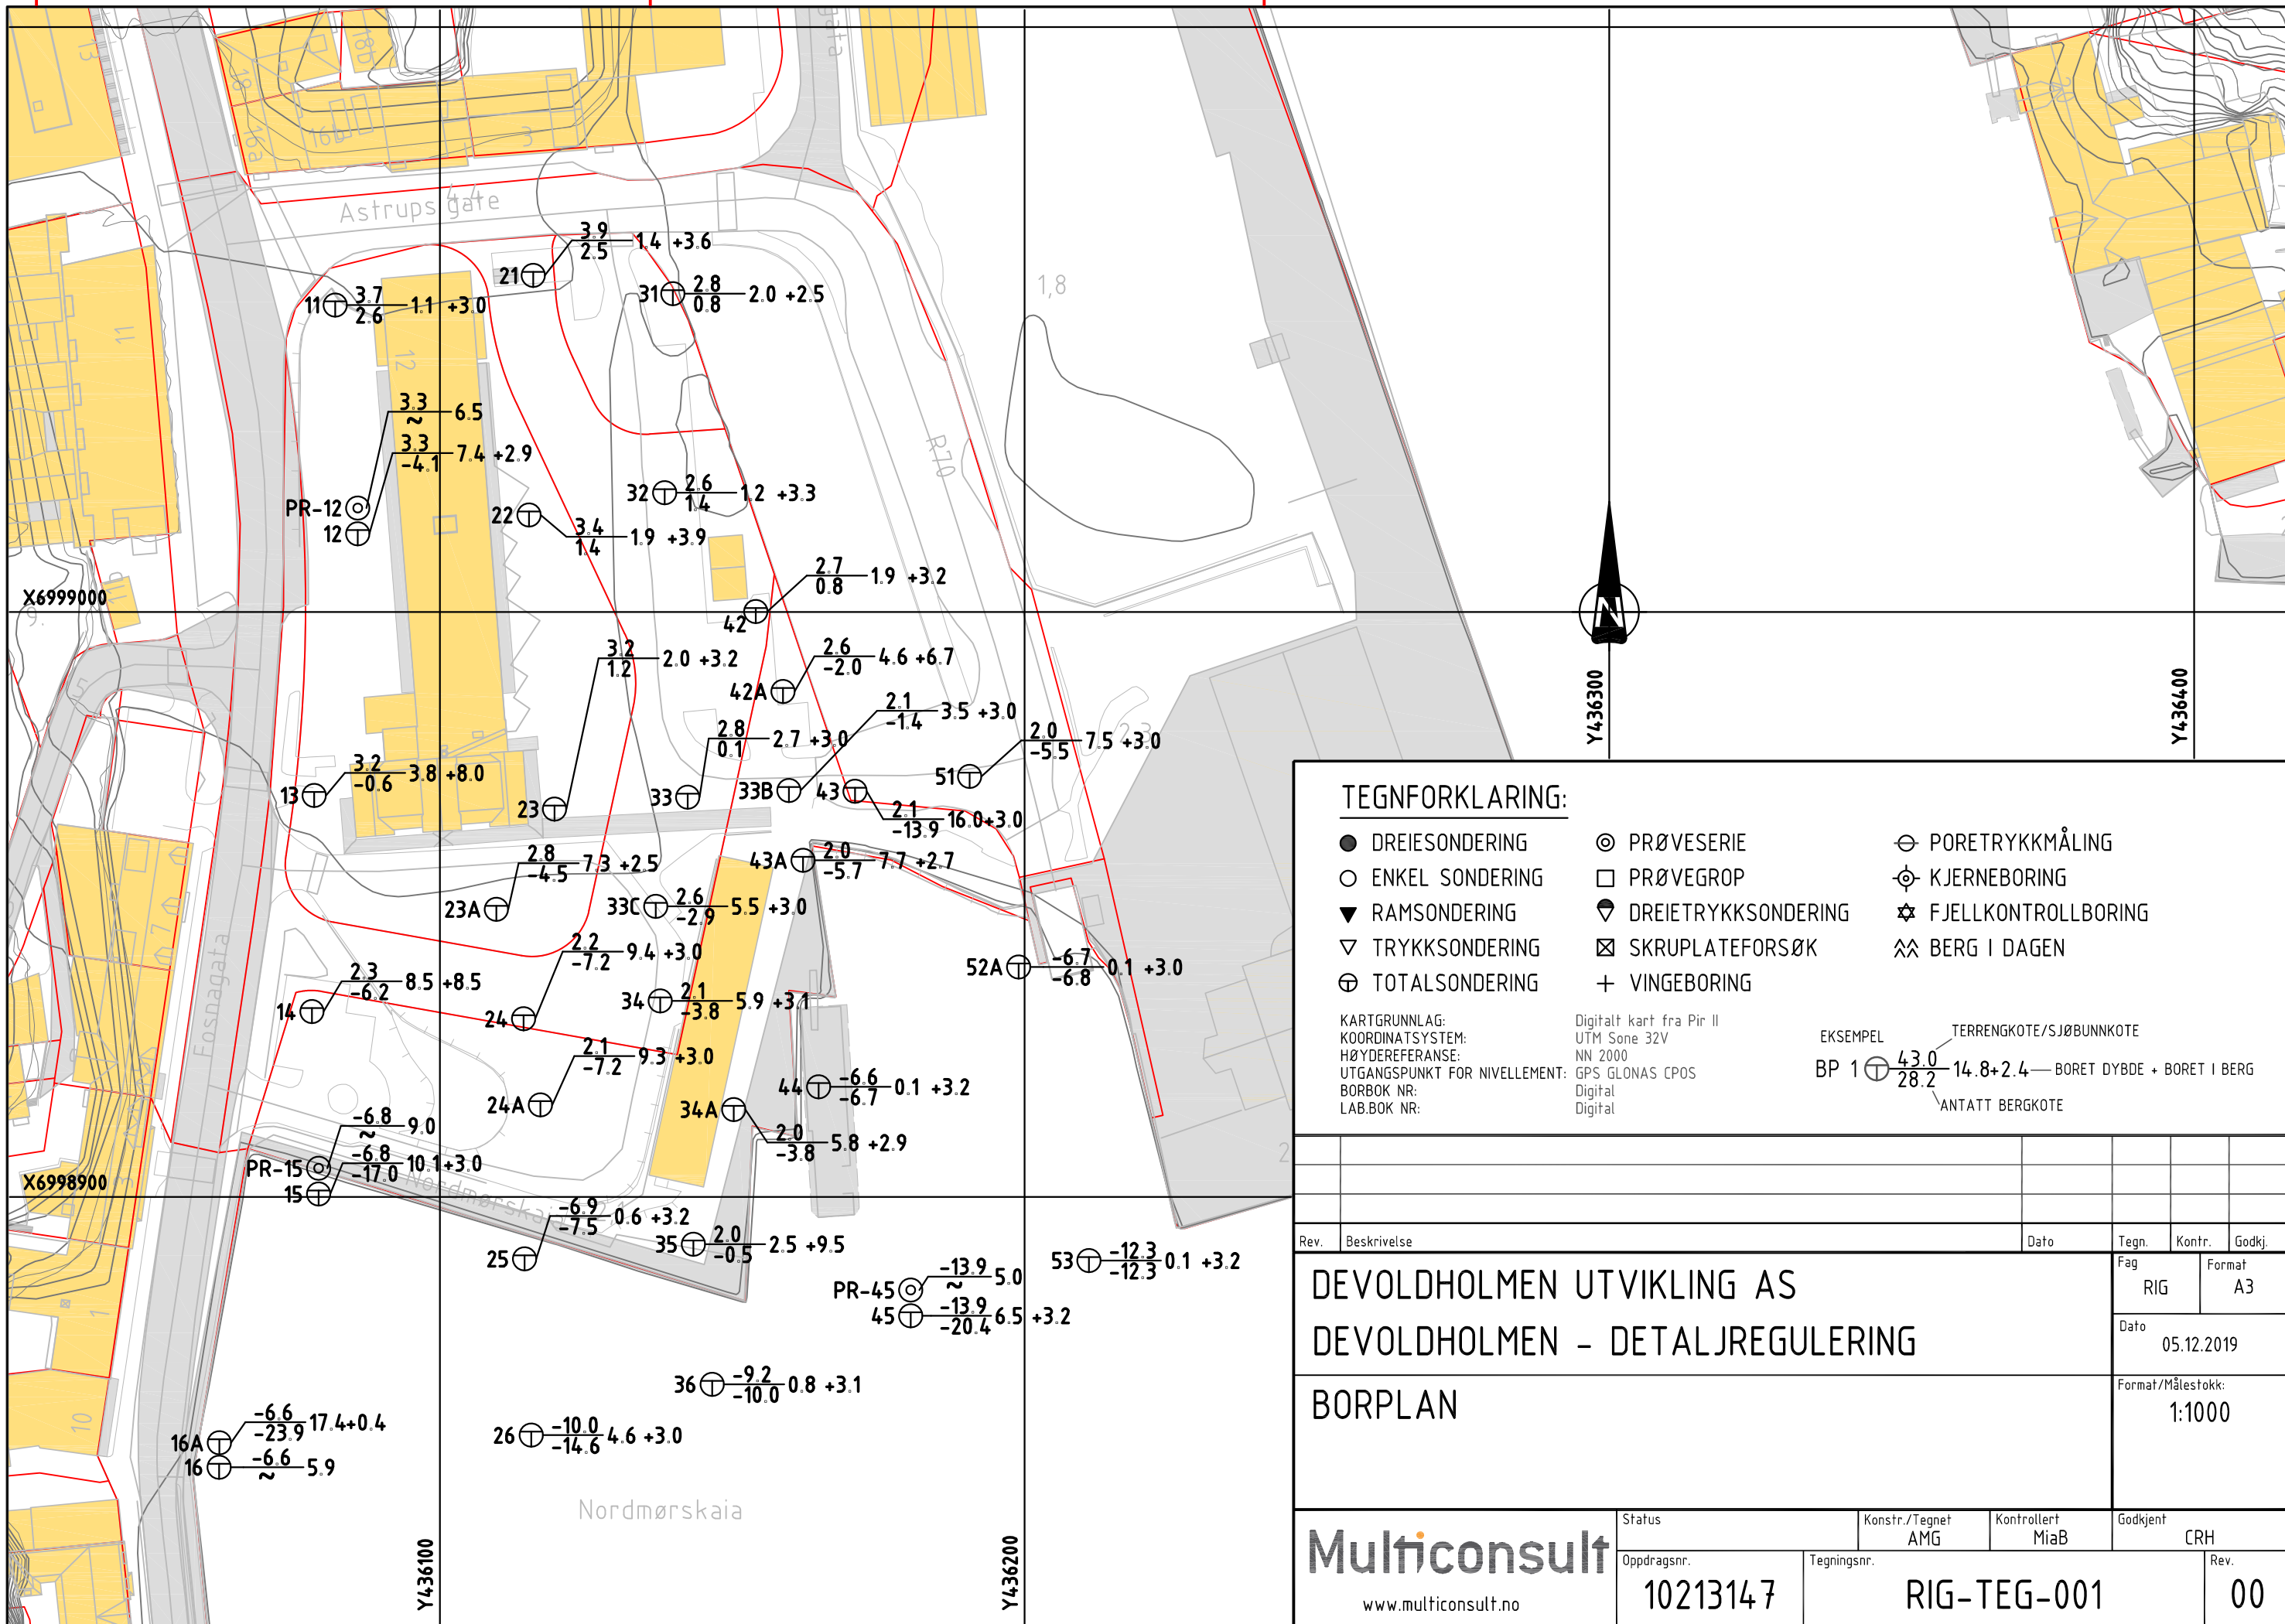 Astrups gate
4.4
13
18
18b
16a
16b
3
11
12
11b
9.
5
7
1
10
R70
1,8
2.3
Fosnagata
Nordmørskaia
Nordmørskaia
X6999000
X6998900
Y436100
Y436200
Y436300
Y436400
N
21 3.9 2.5 1.4 +3.6
11 3.7 2.6 1.1 +3.0
31 2.8 0.8 2.0 +2.5
PR-12 3.3 ~ 6.5
12 3.3 -4.1 7.4 +2.9
32 2.6 1.4 1.2 +3.3
22 3.4 1.4 1.9 +3.9
42 2.7 0.8 1.9 +3.2
42A 2.6 -2.0 4.6 +6.7
23 3.2 1.2 2.0 +3.2
33 2.8 0.1 2.7 +3.0
33B 2.1 -1.4 3.5 +3.0
43 2.1 -13.9 16.0+3.0
51 2.0 -5.5 7.5 +3.0
13 3.2 -0.6 3.8 +8.0
43A 2.0 -5.7 7.7 +2.7
23A 2.8 -4.5 7.3 +2.5
33C 2.6 -2.9 5.5 +3.0
52A -6.7 -6.8 0.1 +3.0
14 2.3 -6.2 8.5 +8.5
24 2.2 -7.2 9.4 +3.0
34 2.1 -3.8 5.9 +3.1
24A 2.1 -7.2 9.3 +3.0
44 -6.6 -6.7 0.1 +3.2
34A 2.0 -3.8 5.8 +2.9
PR-15 -6.8 ~ 9.0
15 -6.8 -17.0 10.1+3.0
25 -6.9 -7.5 0.6 +3.2
35 2.0 -0.5 2.5 +9.5
53 -12.3 -12.3 0.1 +3.2
PR-45 -13.9 ~ 5.0
45 -13.9 -20.4 6.5 +3.2
36 -9.2 -10.0 0.8 +3.1
26 -10.0 -14.6 4.6 +3.0
16A -6.6 -23.9 17.4+0.4
16 -6.6 ~ 5.9
TEGNFORKLARING:
DREIESONDERING PRØVESERIE PORETRYKKMÅLING
ENKEL SONDERING PRØVEGROP KJERNEBORING
RAMSONDERING DREIETRYKKSONDERING FJELLKONTROLLBORING
TRYKKSONDERING SKRUPLATEFORSØK BERG I DAGEN
TOTALSONDERING VINGEBORING
KARTGRUNNLAG: Digitalt kart fra Pir II
KOORDINATSYSTEM: UTM Sone 32V
HØYDEREFERANSE: NN 2000
UTGANGSPUNKT FOR NIVELLEMENT: GPS GLONAS CPOS
BORBOK NR: Digital
LAB.BOK NR: Digital
EKSEMPEL
TERRENGKOTE/SJØBUNNKOTE
BP 1 43.0 28.2 14.8+2.4 BORET DYBDE + BORET I BERG
ANTATT BERGKOTE
Rev. Beskrivelse Dato Tegn. Kontr. Godkj.
DEVOLDHOLMEN UTVIKLING AS
DEVOLDHOLMEN - DETALJREGULERING
BORPLAN
Fag
RIG
Format
A3
Dato
05.12.2019
Format/Målestokk:
1:1000
Multiconsult
www.multiconsult.no
Status
Konstr./Tegnet
AMG
Kontrollert
MiaB
Godkjent
CRH
Oppdragsnr.
10213147
Tegningsnr.
RIG-TEG-001
Rev.
00